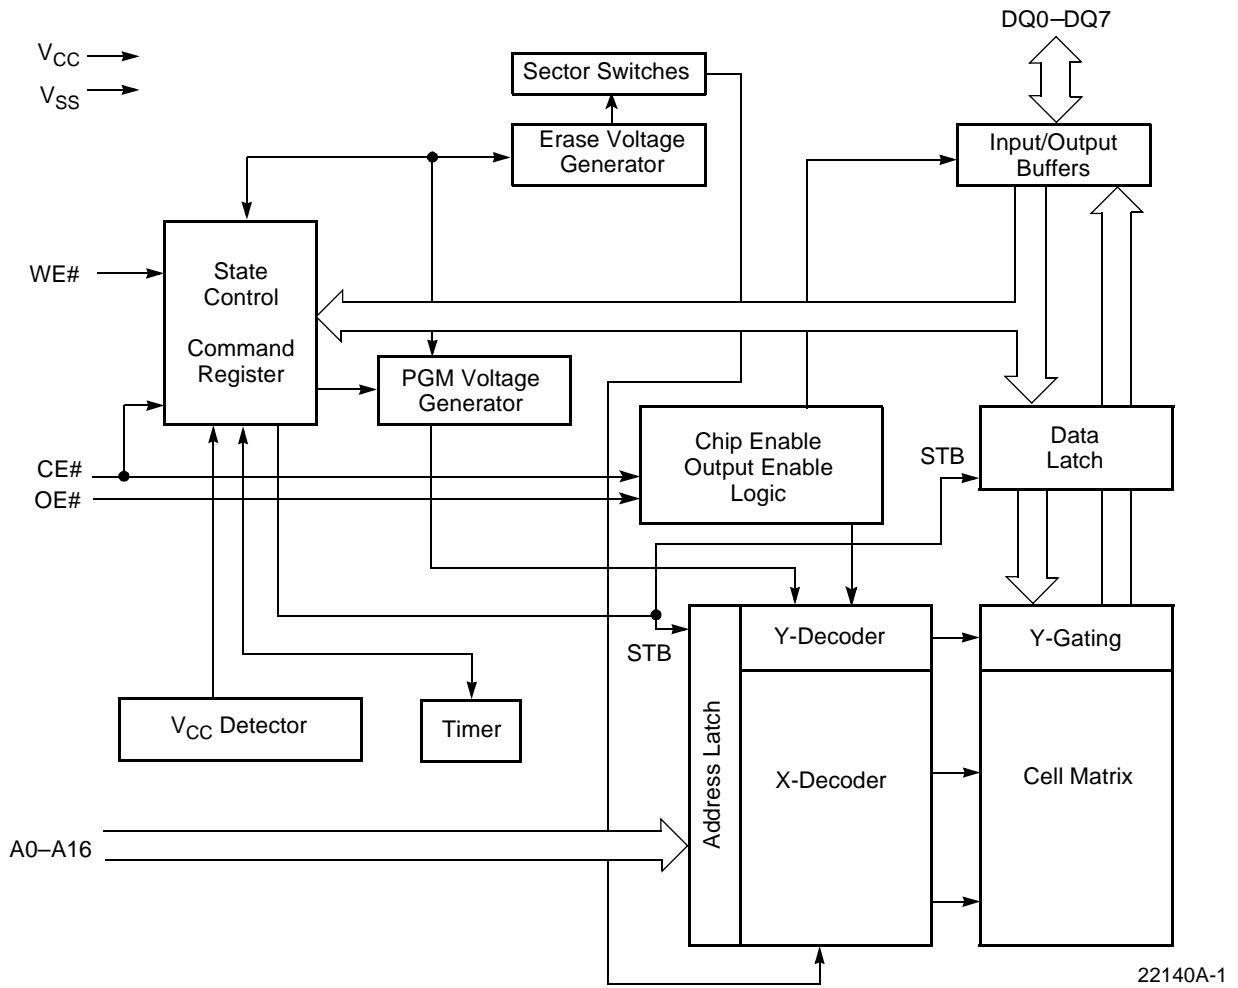 DQ0–DQ7
VCC
VSS
Sector Switches
Erase Voltage
Generator
Input/Output
Buffers
WE#
State
Control
Command
Register
PGM Voltage
Generator
Chip Enable
Output Enable
Logic
STB
Data
Latch
CE#
OE#
STB
Y-Decoder
Y-Gating
VCC Detector
Timer
Address Latch
X-Decoder
Cell Matrix
A0–A16
22140A-1